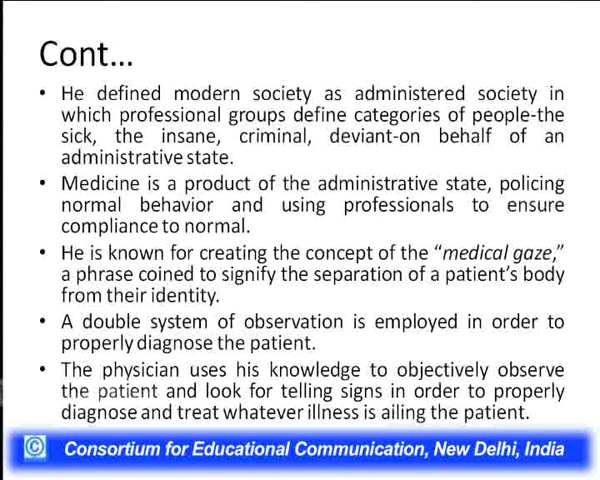 Cont...
• He defined modern society as administered society in
which professional groups define categories of people-the
sick, the insane, criminal, deviant-on behalf of an
administrative state.
• Medicine is a product of the administrative state, policing
normal behavior and using professionals to ensure
compliance to normal.
• He is known for creating the concept of the “medical gaze,”
a phrase coined to signify the separation of a patient’s body
from their identity.
• A double system of observation is employed in order to
properly diagnose the patient.
• The physician uses his knowledge to objectively observe
the patient and look for telling signs in order to properly
diagnose and treat whatever illness is ailing the patient.
© Consortium for Educational Communication, New Delhi, India